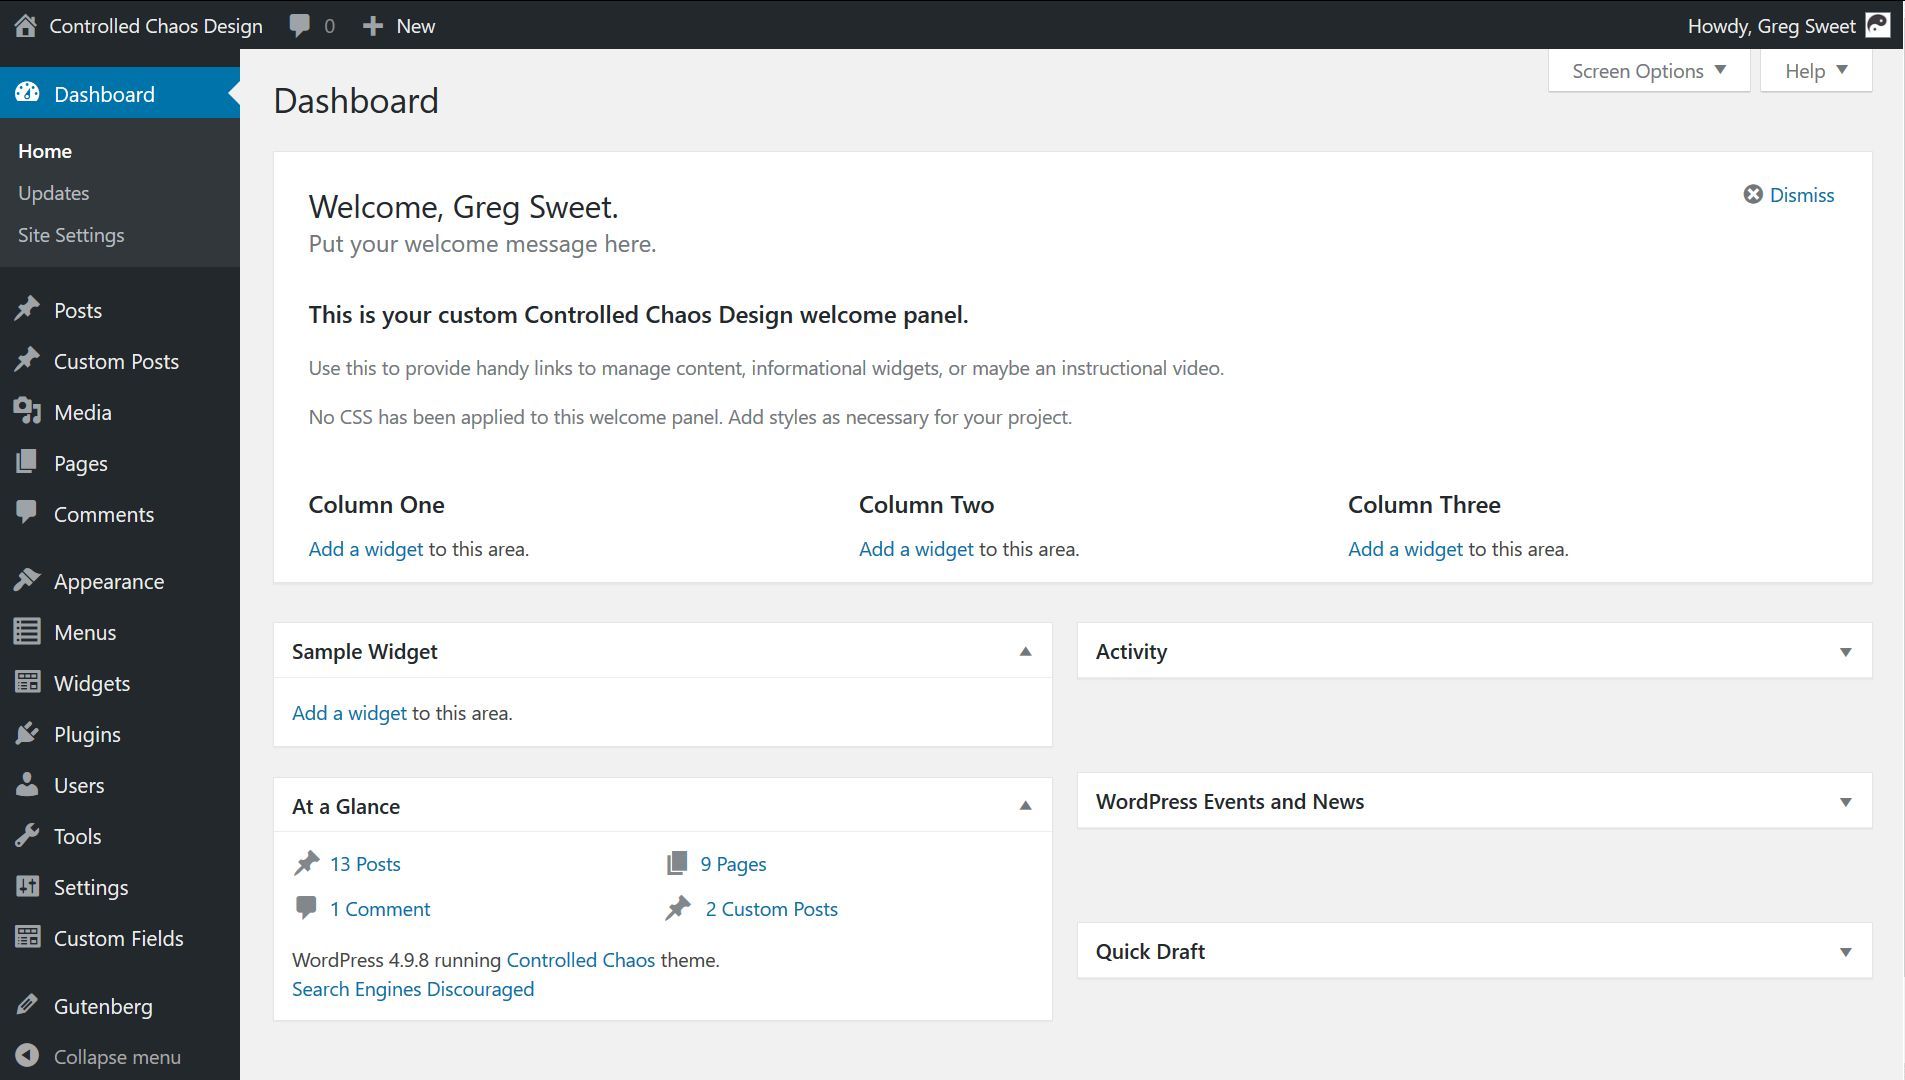 Controlled Chaos Design 0 New Howdy, Greg Sweet
Screen Options Help
Dashboard
Home
Updates
Site Settings
Posts
Custom Posts
Media
Pages
Comments
Appearance
Menus
Widgets
Plugins
Users
Tools
Settings
Custom Fields
Gutenberg
Collapse menu
Dashboard
Welcome, Greg Sweet.
Dismiss
Put your welcome message here.
This is your custom Controlled Chaos Design welcome panel.
Use this to provide handy links to manage content, informational widgets, or maybe an instructional video.
No CSS has been applied to this welcome panel. Add styles as necessary for your project.
Column One
Add a widget to this area.
Column Two
Add a widget to this area.
Column Three
Add a widget to this area.
Sample Widget
Add a widget to this area.
At a Glance
13 Posts
9 Pages
1 Comment
2 Custom Posts
WordPress 4.9.8 running Controlled Chaos theme.
Search Engines Discouraged
Activity
WordPress Events and News
Quick Draft